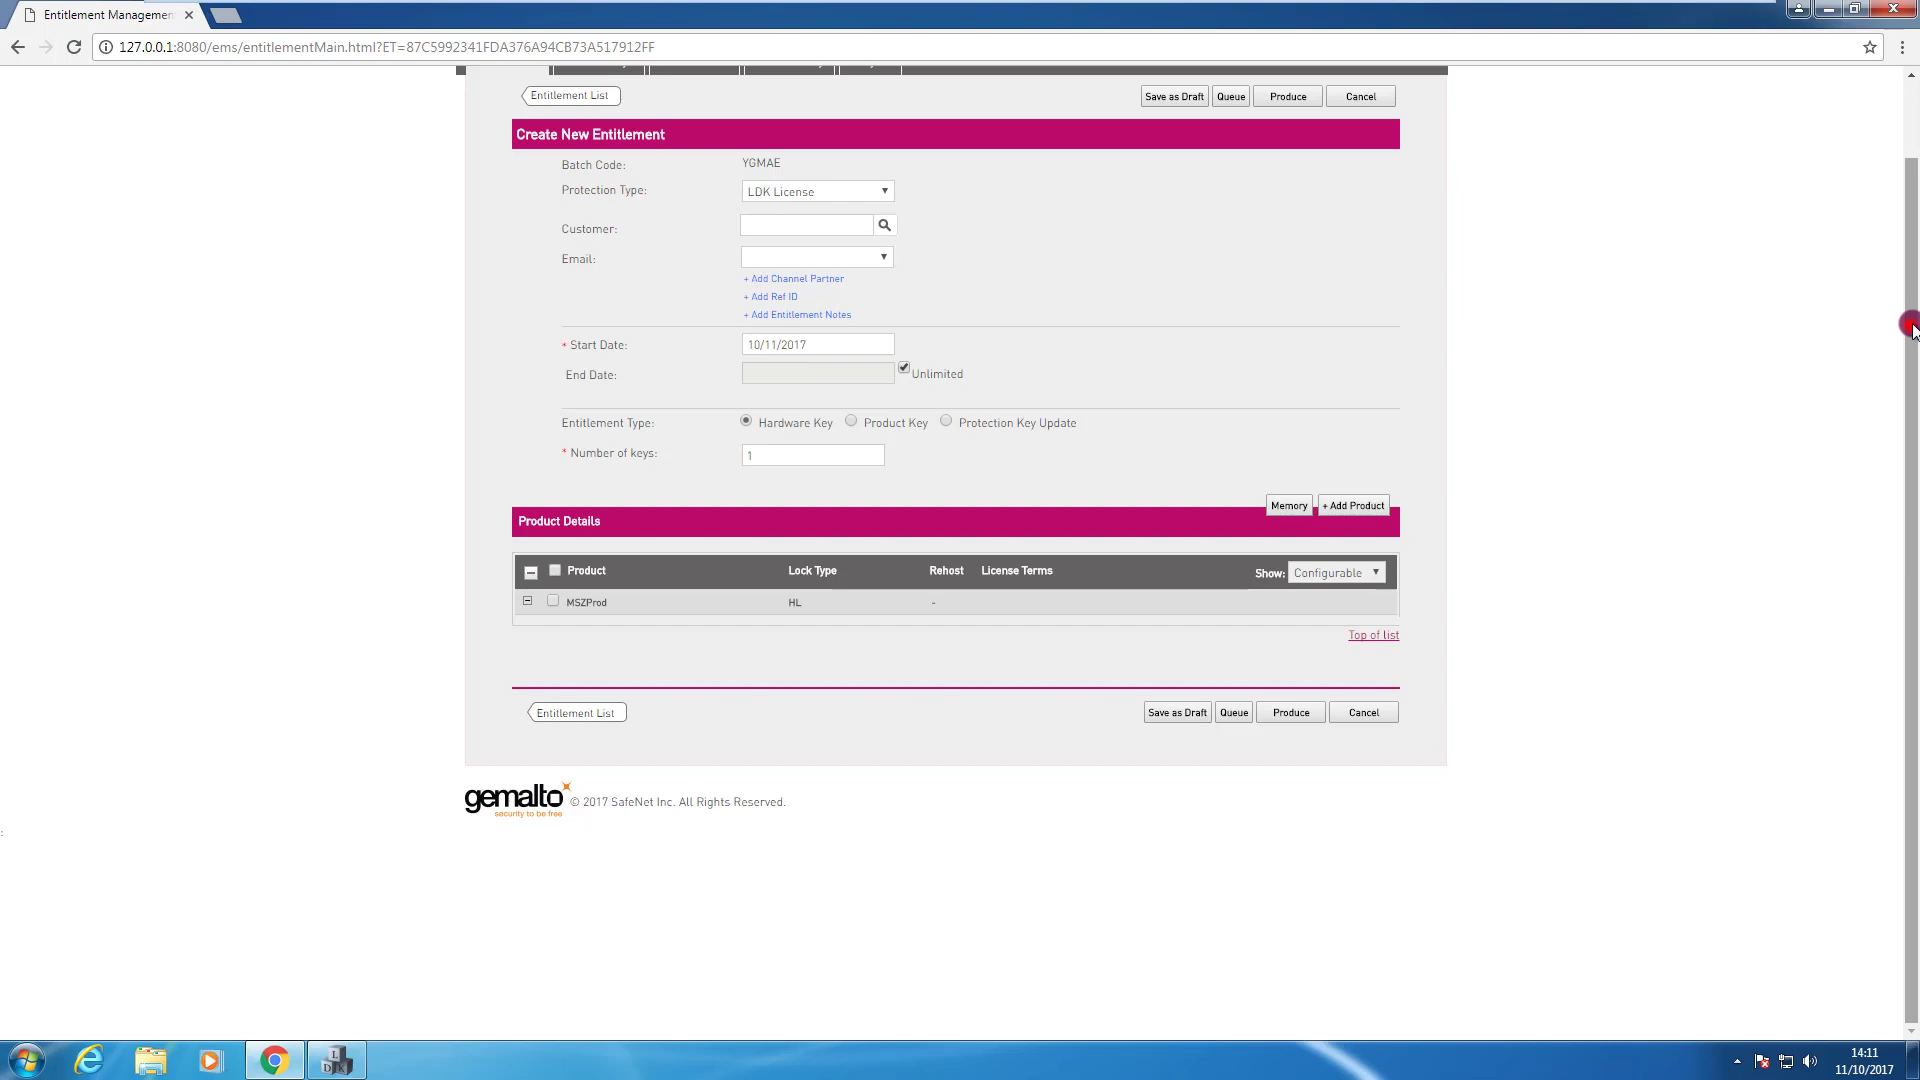 Entitlement Managemen
127.0.0.1:8080/ems/entitlementMain.html?ET=87C5992341FDA376A94CB73A517912FF
Entitlement List
Save as Draft Queue Produce Cancel
Create New Entitlement
Batch Code: YGMAE
Protection Type: LDK License
Customer:
Email:
+ Add Channel Partner
+ Add Ref ID
+ Add Entitlement Notes
* Start Date: 10/11/2017
End Date: Unlimited
Entitlement Type: Hardware Key Product Key Protection Key Update
* Number of keys: 1
Memory + Add Product
Product Details
Product Lock Type Rehost License Terms Show: Configurable
MSZProd HL -
Top of list
Entitlement List
Save as Draft Queue Produce Cancel
gemalto © 2017 SafeNet Inc. All Rights Reserved.
security to be free
:
L
D K
14:11
11/10/2017